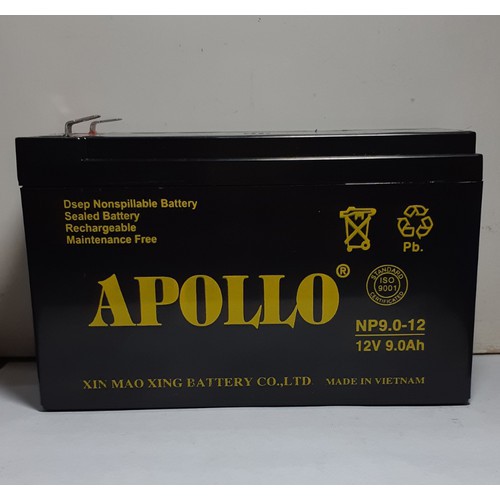 Dsep Nonspillable Battery
Sealed Battery
Rechargeable
Maintenance Free
Pb.
STANDARD
ISO
9001
APOLLO®
NP9.0-12
12V 9.0Ah
XIN MAO XING BATTERY CO.,LTD MADE IN VIETNAM